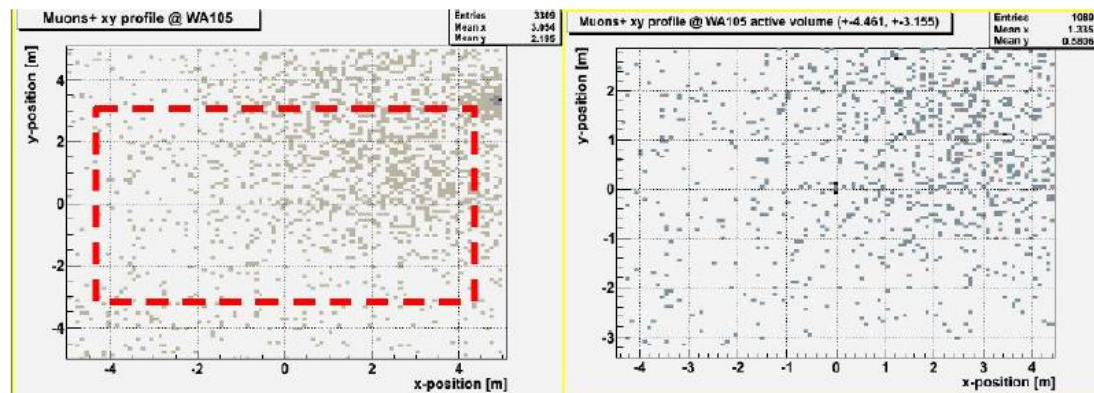 Muons+ xy profile @ WA105
Entries 3309
Mean x 3.054
Mean y 2.195
y-position [m]
4
2
0
-2
-4
-4 -2 0 2 4
x-position [m]
Muons+ xy profile @ WA105 active volume (+-4.461, +-3.155)
Entries 1080
Mean x 1.335
Mean y 0.5806
y-position [m]
2
1
0
-1
-2
-3
-4 -3 -2 -1 0 1 2 3 4
x-position [m]